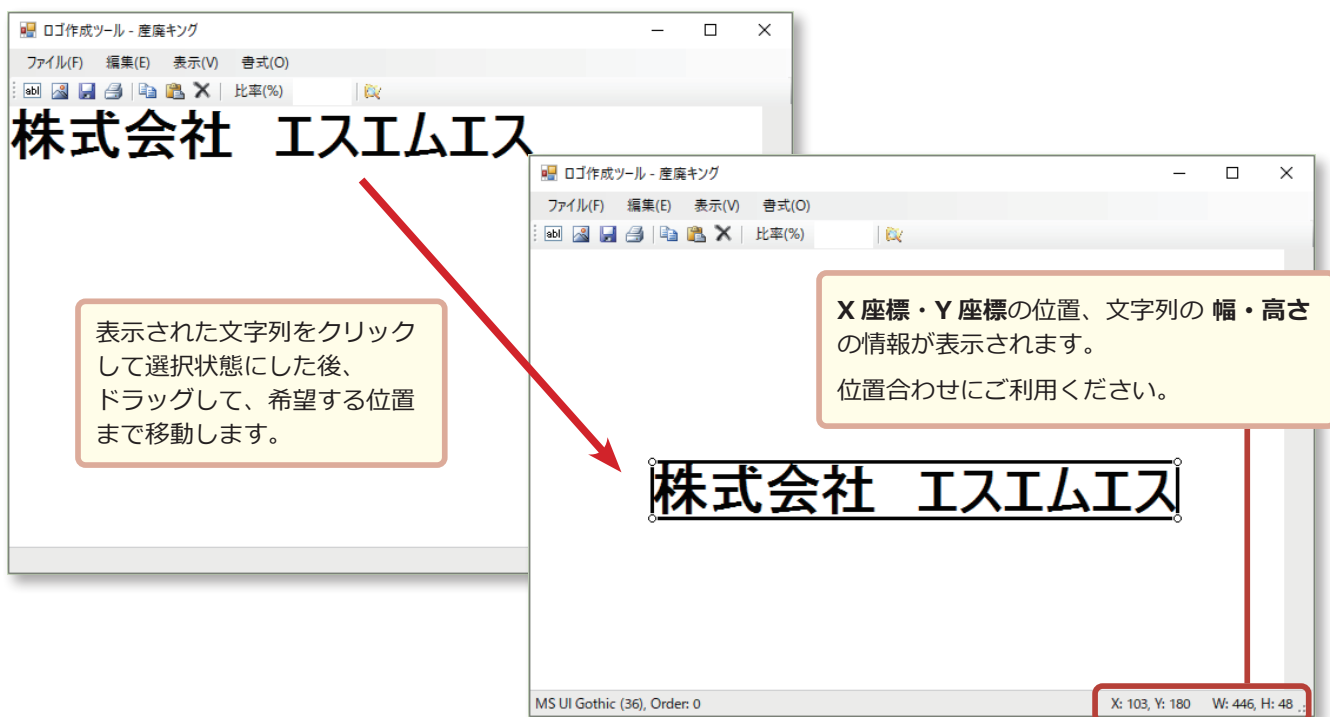 ロゴ作成ツール - 産廃キング
ファイル(F) 編集(E) 表示(V) 書式(O)
abl 比率(%)
株式会社 エスエムエス
表示された文字列をクリック
して選択状態にした後、
ドラッグして、希望する位置
まで移動します。
ロゴ作成ツール - 産廃キング
ファイル(F) 編集(E) 表示(V) 書式(O)
abl 比率(%)
X 座標・Y 座標の位置、文字列の 幅・高さ
の情報が表示されます。
位置合わせにご利用ください。
株式会社 エスエムエス
MS UI Gothic (36), Order: 0 X: 103, Y: 180 W: 446, H: 48